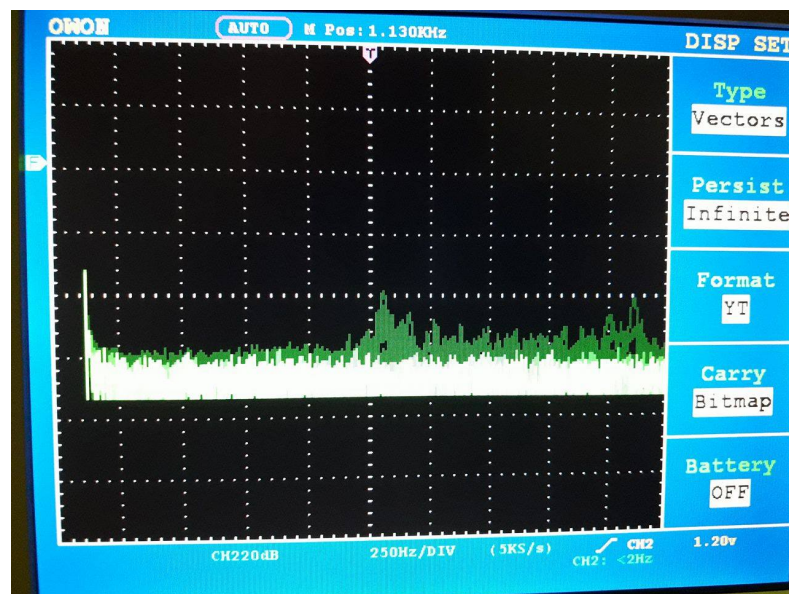 OWON AUTO M Pos:1.130KHz
DISP SET
T
Type
Vectors
F
Persist
Infinite
Format
YT
Carry
Bitmap
Battery
OFF
CH220dB 250Hz/DIV (5KS/s) CH2 1.20v
CH2: <2Hz